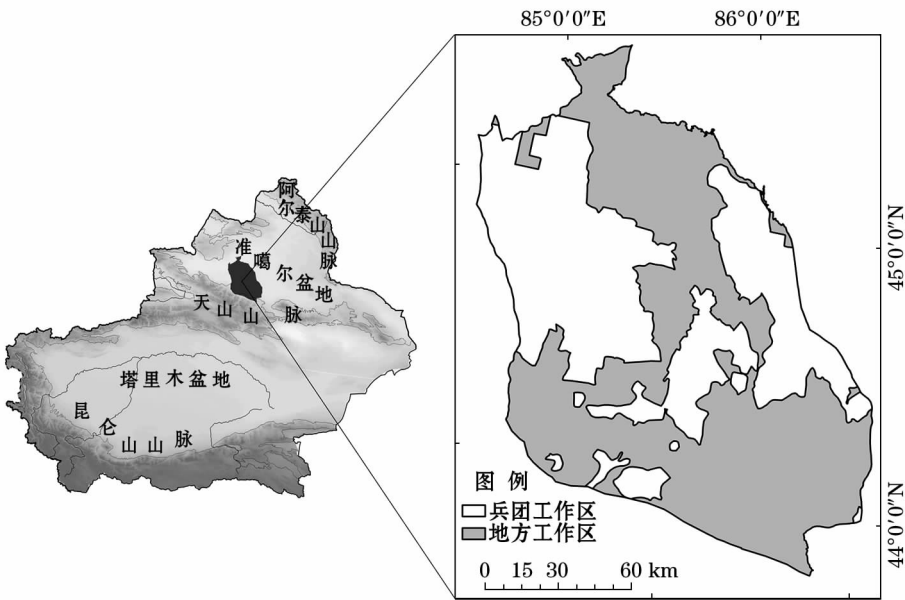 85°0′0″E
86°0′0″E
阿尔泰山山脉
准噶尔盆地
天山山脉
塔里木盆地
昆仑山山脉
45°0′0″N
44°0′0″N
图 例
兵团工作区
地方工作区
0 15 30 60 km